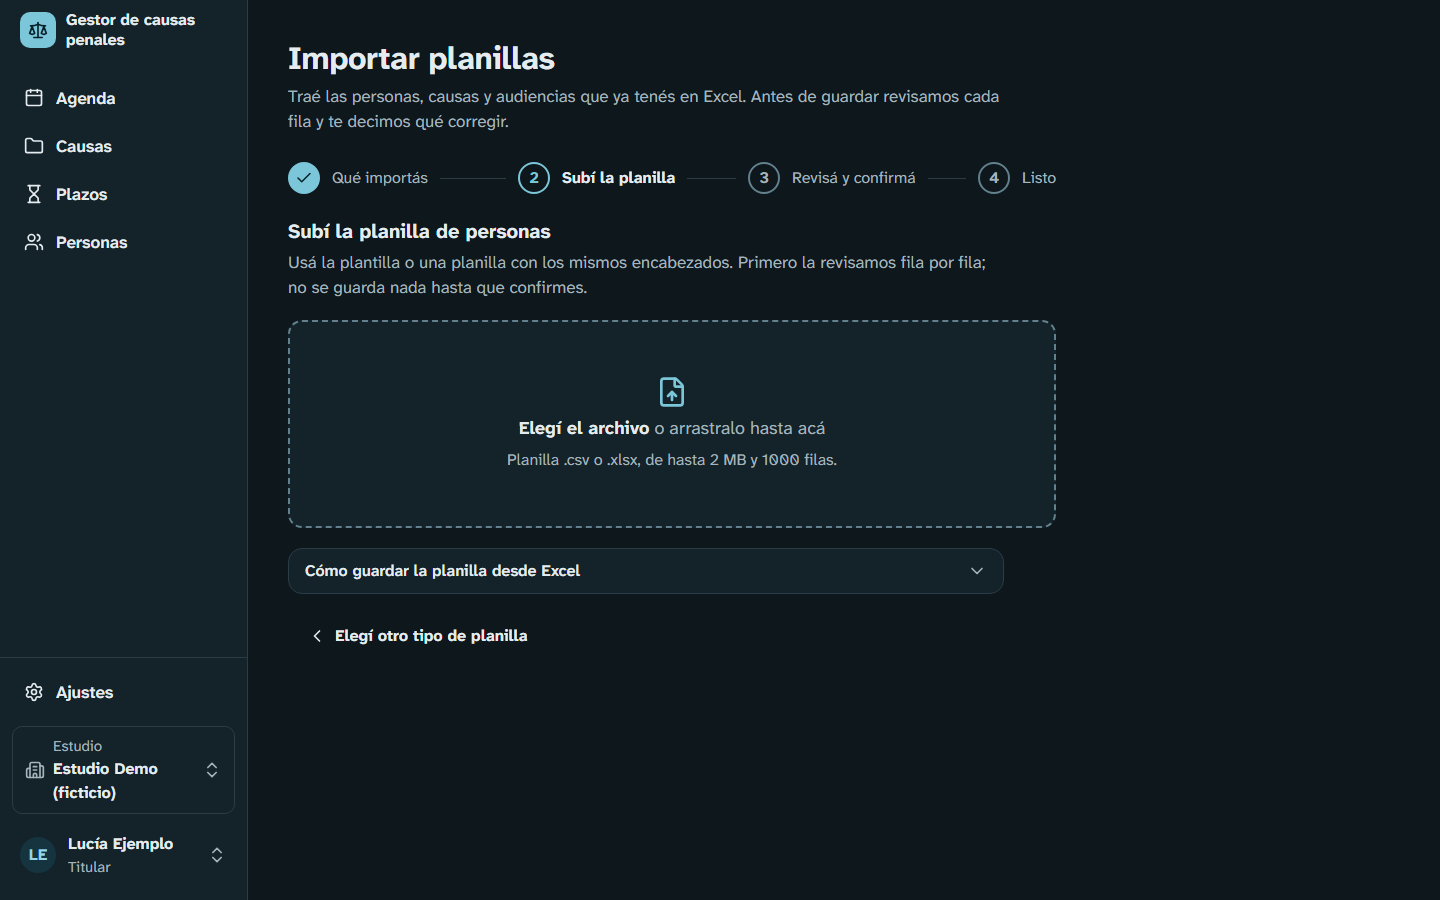 Gestor de causas
penales
Agenda
Causas
Plazos
Personas
Ajustes
Estudio
Estudio Demo
(ficticio)
LE
Lucía Ejemplo
Titular
Importar planillas
Traé las personas, causas y audiencias que ya tenés en Excel. Antes de guardar revisamos cada
fila y te decimos qué corregir.
Qué importás
2 Subí la planilla
3 Revisá y confirmá
4 Listo
Subí la planilla de personas
Usá la plantilla o una planilla con los mismos encabezados. Primero la revisamos fila por fila;
no se guarda nada hasta que confirmes.
Elegí el archivo o arrastralo hasta acá
Planilla .csv o .xlsx, de hasta 2 MB y 1000 filas.
Cómo guardar la planilla desde Excel
Elegí otro tipo de planilla